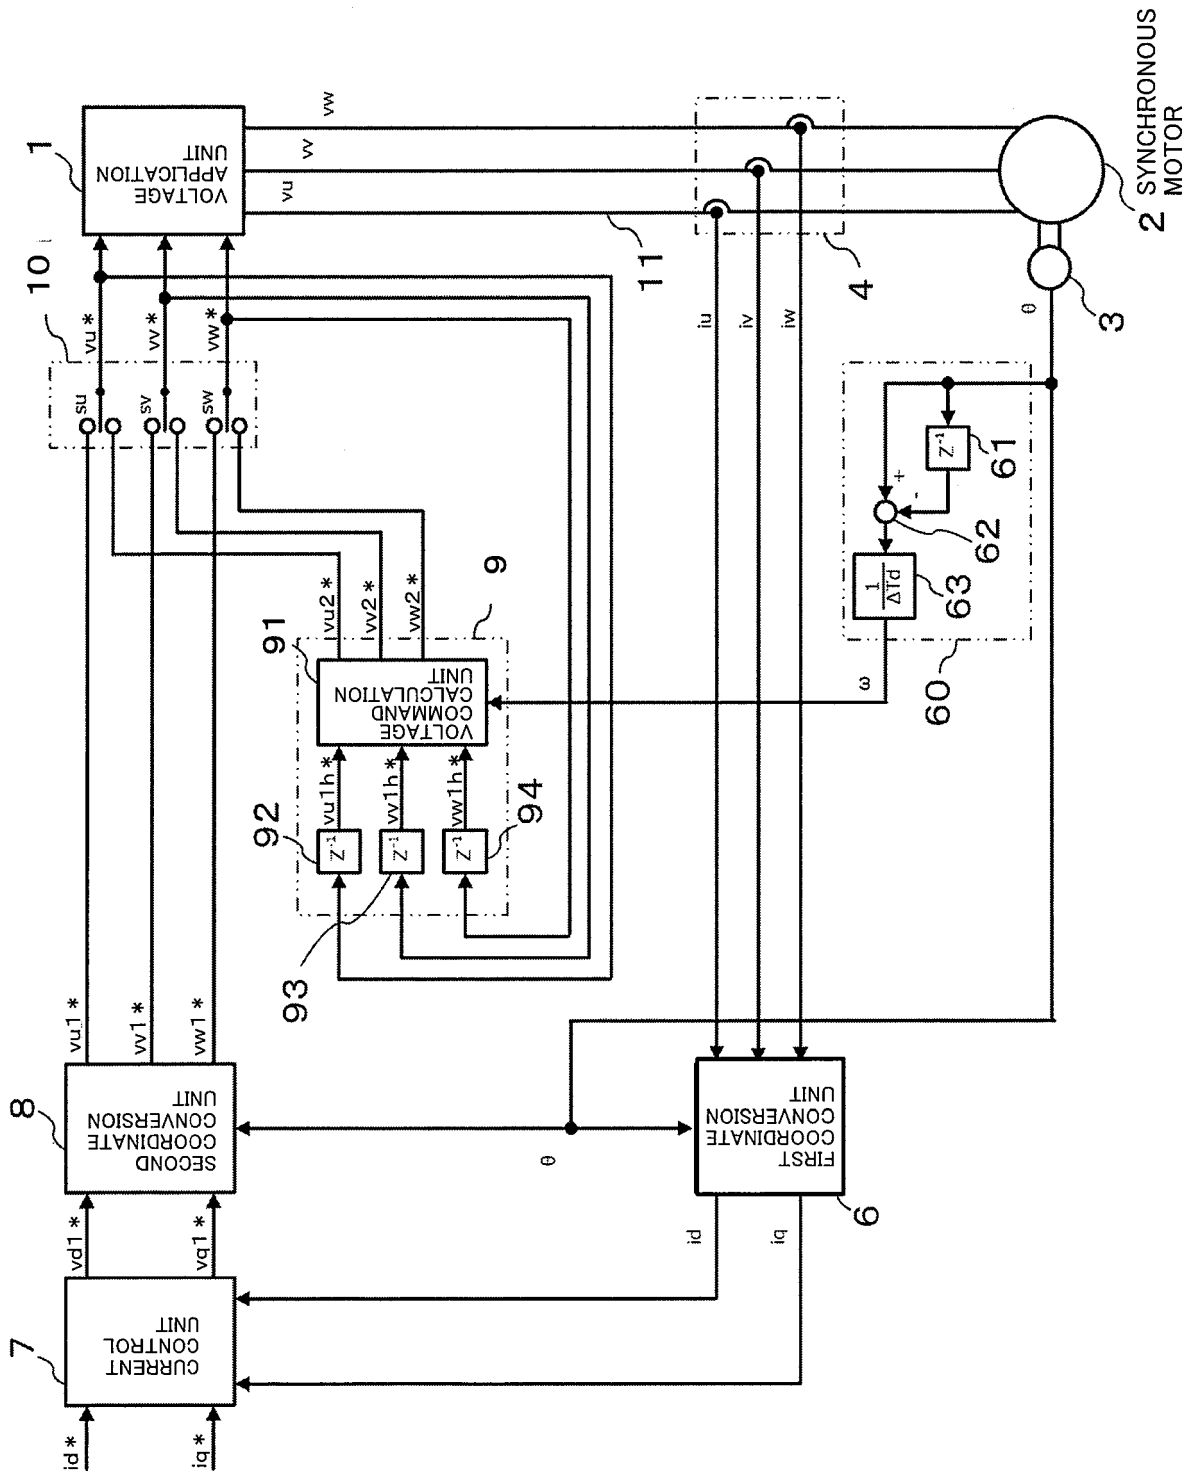 id*
iq*
7
CURRENT
CONTROL
UNIT
vd1*
vq1*
8
SECOND
COORDINATE
CONVERSION
UNIT
vu1*
vv1*
vw1*
10
su
sv
sw
vu*
vv*
vw*
1
VOLTAGE
APPLICATION
UNIT
vu
vv
vw
9
91
VOLTAGE
COMMAND
CALCULATION
UNIT
vu2*
vv2*
vw2*
92
Z⁻¹
vu1h*
93
Z⁻¹
vv1h*
94
Z⁻¹
vw1h*
11
4
iu
iv
iw
id
iq
6
FIRST
COORDINATE
CONVERSION
UNIT
θ
ω
60
63
1
ΔTd
62
+
-
61
Z⁻¹
θ
3
2
SYNCHRONOUS
MOTOR